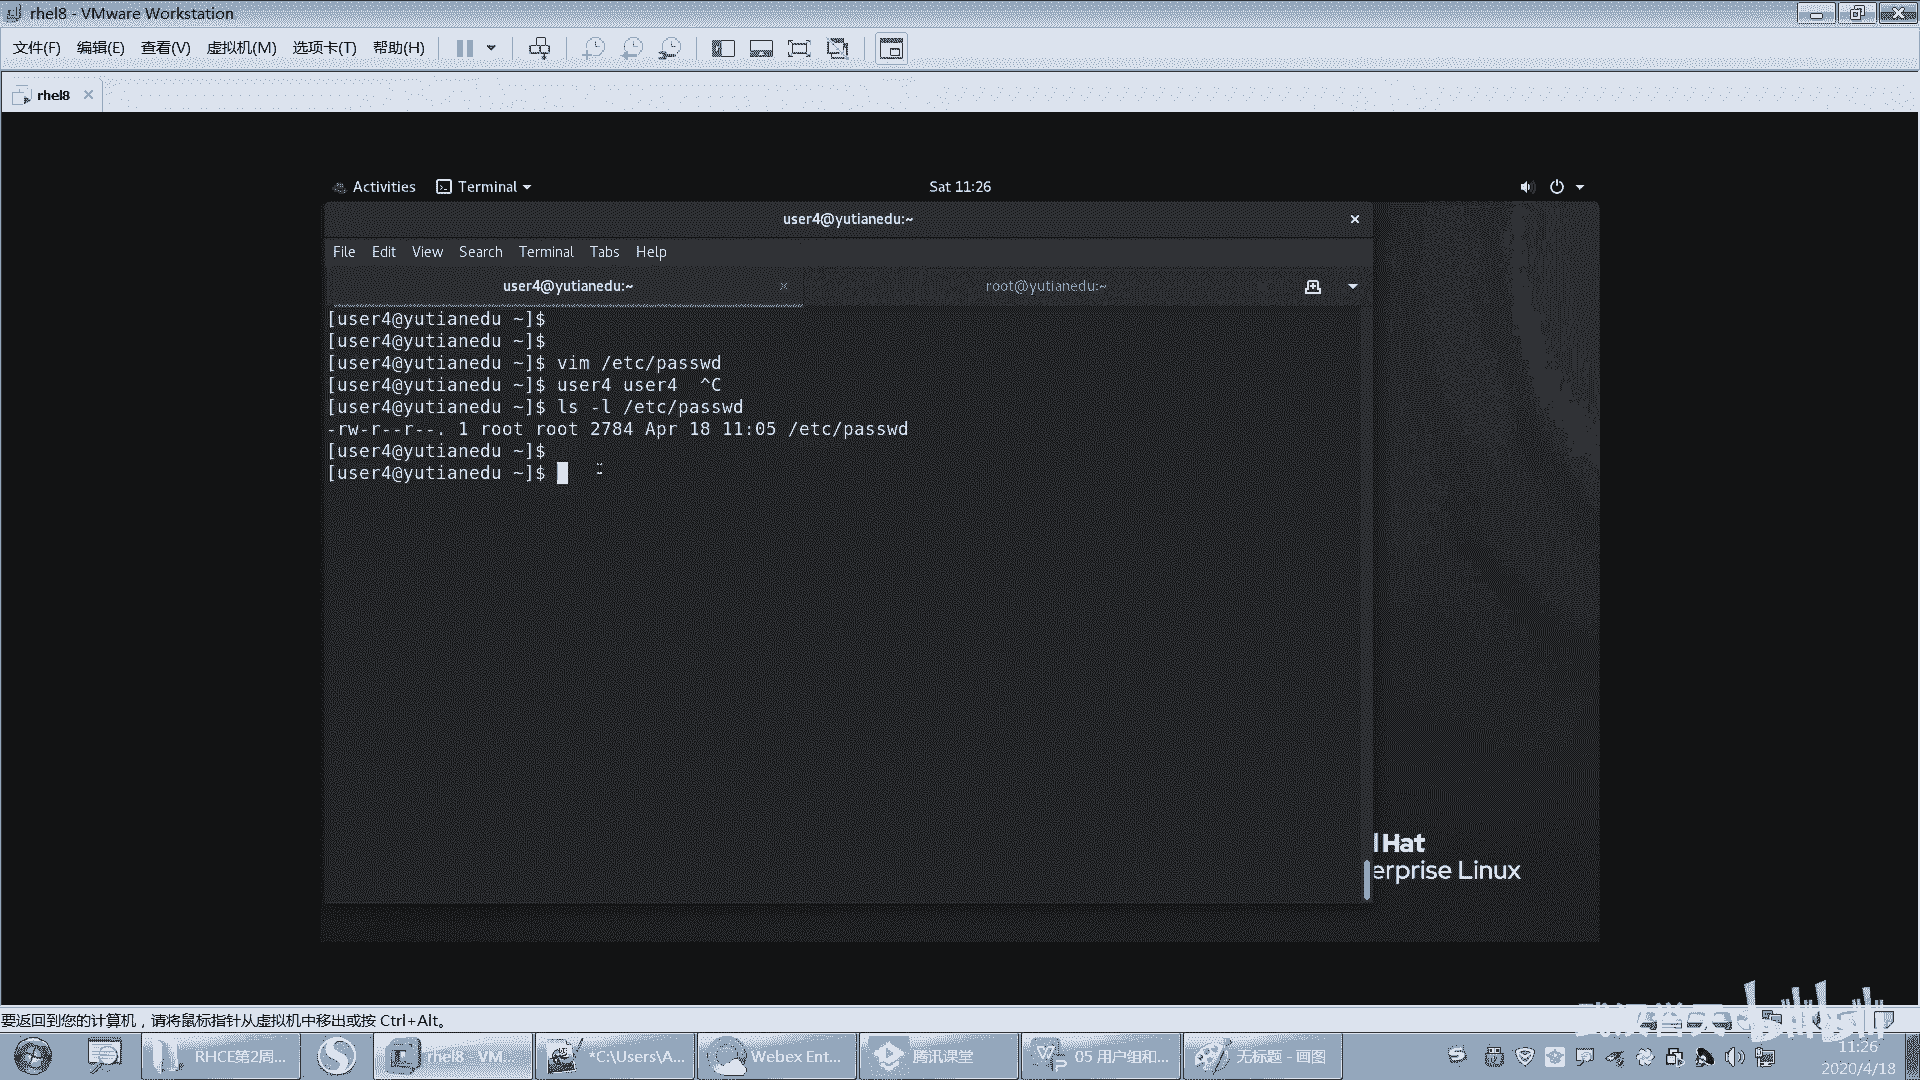 rhel8 - VMware Workstation
文件(F) 编辑(E) 查看(V) 虚拟机(M) 选项卡(T) 帮助(H)
rhel8
Activities Terminal Sat 11:26
user4@yutianedu:~
File Edit View Search Terminal Tabs Help
user4@yutianedu:~ root@yutianedu:~
[user4@yutianedu ~]$
[user4@yutianedu ~]$
[user4@yutianedu ~]$ vim /etc/passwd
[user4@yutianedu ~]$ user4 user4  ^C
[user4@yutianedu ~]$ ls -l /etc/passwd
-rw-r--r--. 1 root root 2784 Apr 18 11:05 /etc/passwd
[user4@yutianedu ~]$
[user4@yutianedu ~]$
Hat
erprise Linux
要返回到您的计算机，请将鼠标指针从虚拟机中移出或按 Ctrl+Alt。
bilibili
RHCE第2周... rhel8 - VM... *C:\Users\A... Webex Ent... 腾讯课堂 05 用户组和... 无标题 - 画图
11:26
2020/4/18